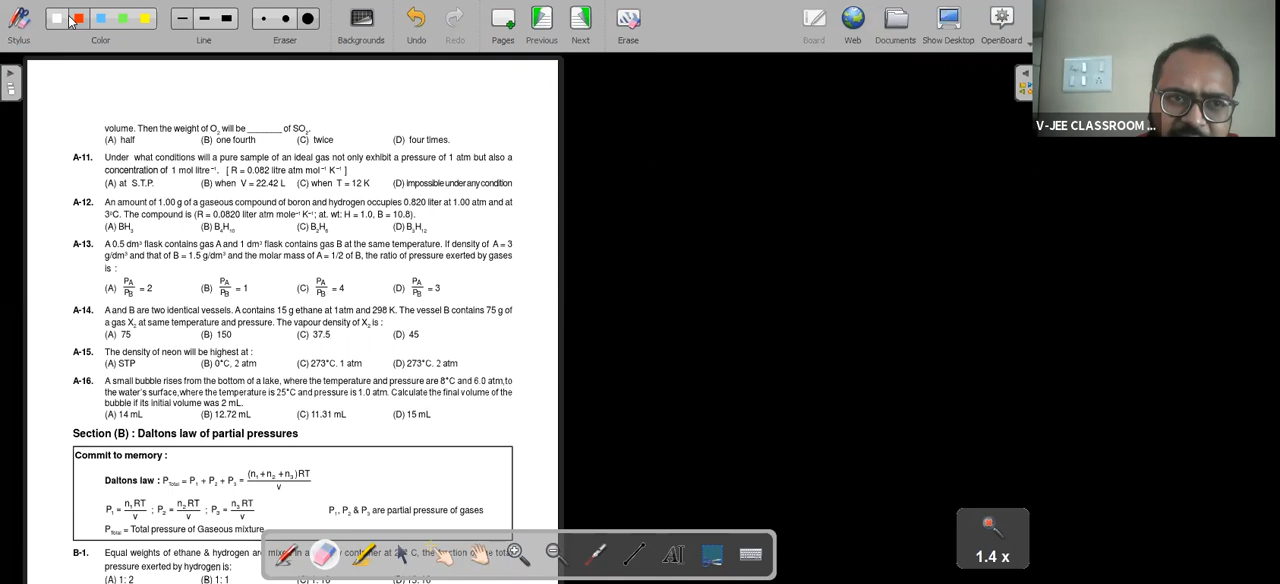 Stylus
Color
Line
Eraser
Backgrounds
Undo
Redo
Pages
Previous
Next
Erase
Board
Web
Documents
Show Desktop
OpenBoard
V-JEE CLASSROOM ...
volume. Then the weight of O₂ will be ________ of SO₂.
(A) half (B) one fourth (C) twice (D) four times.
A-11. Under what conditions will a pure sample of an ideal gas not only exhibit a pressure of 1 atm but also a
concentration of 1 mol litre⁻¹. [ R = 0.082 litre atm mol⁻¹ K⁻¹ ]
(A) at S.T.P. (B) when V = 22.42 L (C) when T = 12 K (D) Impossible under any condition
A-12. An amount of 1.00 g of a gaseous compound of boron and hydrogen occupies 0.820 liter at 1.00 atm and at
3°C. The compound is (R = 0.0820 liter atm mole⁻¹ K⁻¹; at. wt: H = 1.0, B = 10.8).
(A) BH₃ (B) B₄H₁₀ (C) B₂H₆ (D) B₅H₁₂
A-13. A 0.5 dm³ flask contains gas A and 1 dm³ flask contains gas B at the same temperature. If density of A = 3
g/dm³ and that of B = 1.5 g/dm³ and the molar mass of A = 1/2 of B, the ratio of pressure exerted by gases
is :
(A) P_A/P_B = 2 (B) P_A/P_B = 1 (C) P_A/P_B = 4 (D) P_A/P_B = 3
A-14. A and B are two identical vessels. A contains 15 g ethane at 1atm and 298 K. The vessel B contains 75 g of
a gas X₂ at same temperature and pressure. The vapour density of X₂ is :
(A) 75 (B) 150 (C) 37.5 (D) 45
A-15. The density of neon will be highest at :
(A) STP (B) 0°C, 2 atm (C) 273°C. 1 atm (D) 273°C. 2 atm
A-16. A small bubble rises from the bottom of a lake, where the temperature and pressure are 8°C and 6.0 atm,to
the water's surface,where the temperature is 25°C and pressure is 1.0 atm. Calculate the final volume of the
bubble if its initial volume was 2 mL.
(A) 14 mL (B) 12.72 mL (C) 11.31 mL (D) 15 mL
Section (B) : Daltons law of partial pressures
Commit to memory :
Daltons law : P_Total = P₁ + P₂ + P₃ = (n₁+n₂+n₃)RT/v
P₁ = n₁RT/v ; P₂ = n₂RT/v ; P₃ = n₃RT/v P₁, P₂ & P₃ are partial pressure of gases
P_Total = Total pressure of Gaseous mixture
B-1. Equal weights of ethane & hydrogen are mixed in a container at
pressure exerted by hydrogen is:
(A) 1: 2 (B) 1: 1
1.4 x